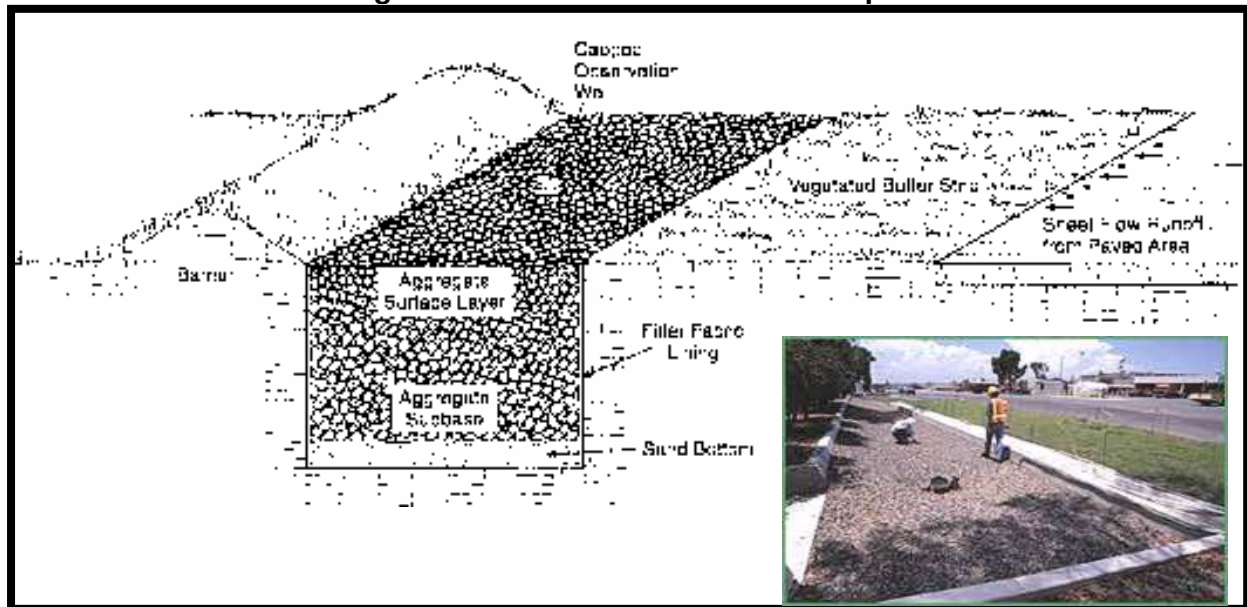 Capped
Observation
Well
Vegetated Buffer Strip
Sheet Flow Runoff
from Paved Area
Barrier
Aggregate
Surface Layer
Filter Fabric
Lining
Aggregate
Subbase
Sand Bottom